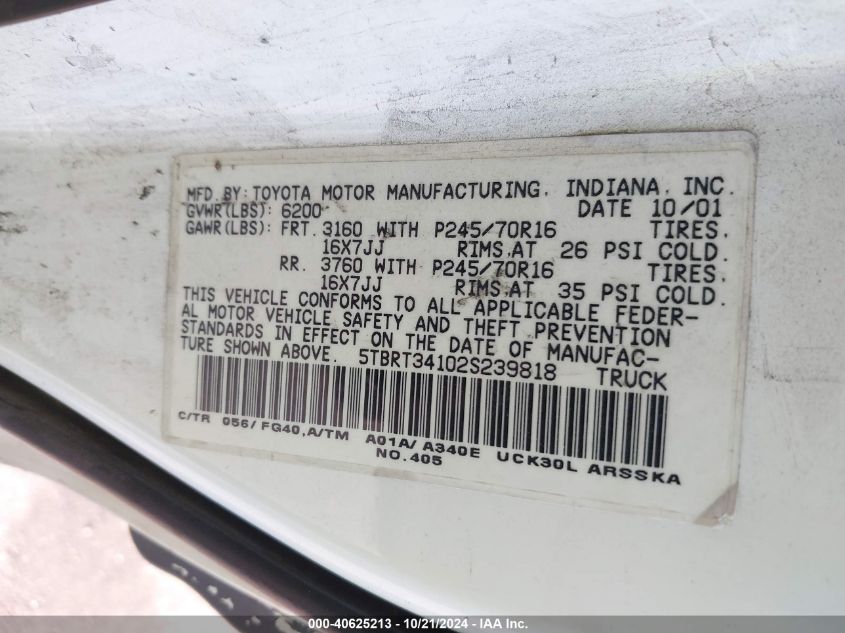 MFD. BY: TOYOTA MOTOR MANUFACTURING, INDIANA, INC.
GVWR(LBS): 6200 DATE 10/01
GAWR(LBS): FRT. 3160 WITH P245/70R16 TIRES,
16X7JJ RIMS,AT 26 PSI COLD.
RR. 3760 WITH P245/70R16 TIRES,
16X7JJ RIMS,AT 35 PSI COLD.
THIS VEHICLE CONFORMS TO ALL APPLICABLE FEDER-
AL MOTOR VEHICLE SAFETY AND THEFT PREVENTION
STANDARDS IN EFFECT ON THE DATE OF MANUFAC-
TURE SHOWN ABOVE. 5TBRT34102S239818 TRUCK
C/TR 056/FG40,A/TM A01A/A340E UCK30L ARSSKA
NO.405
000-40625213 - 10/21/2024 - IAA Inc.